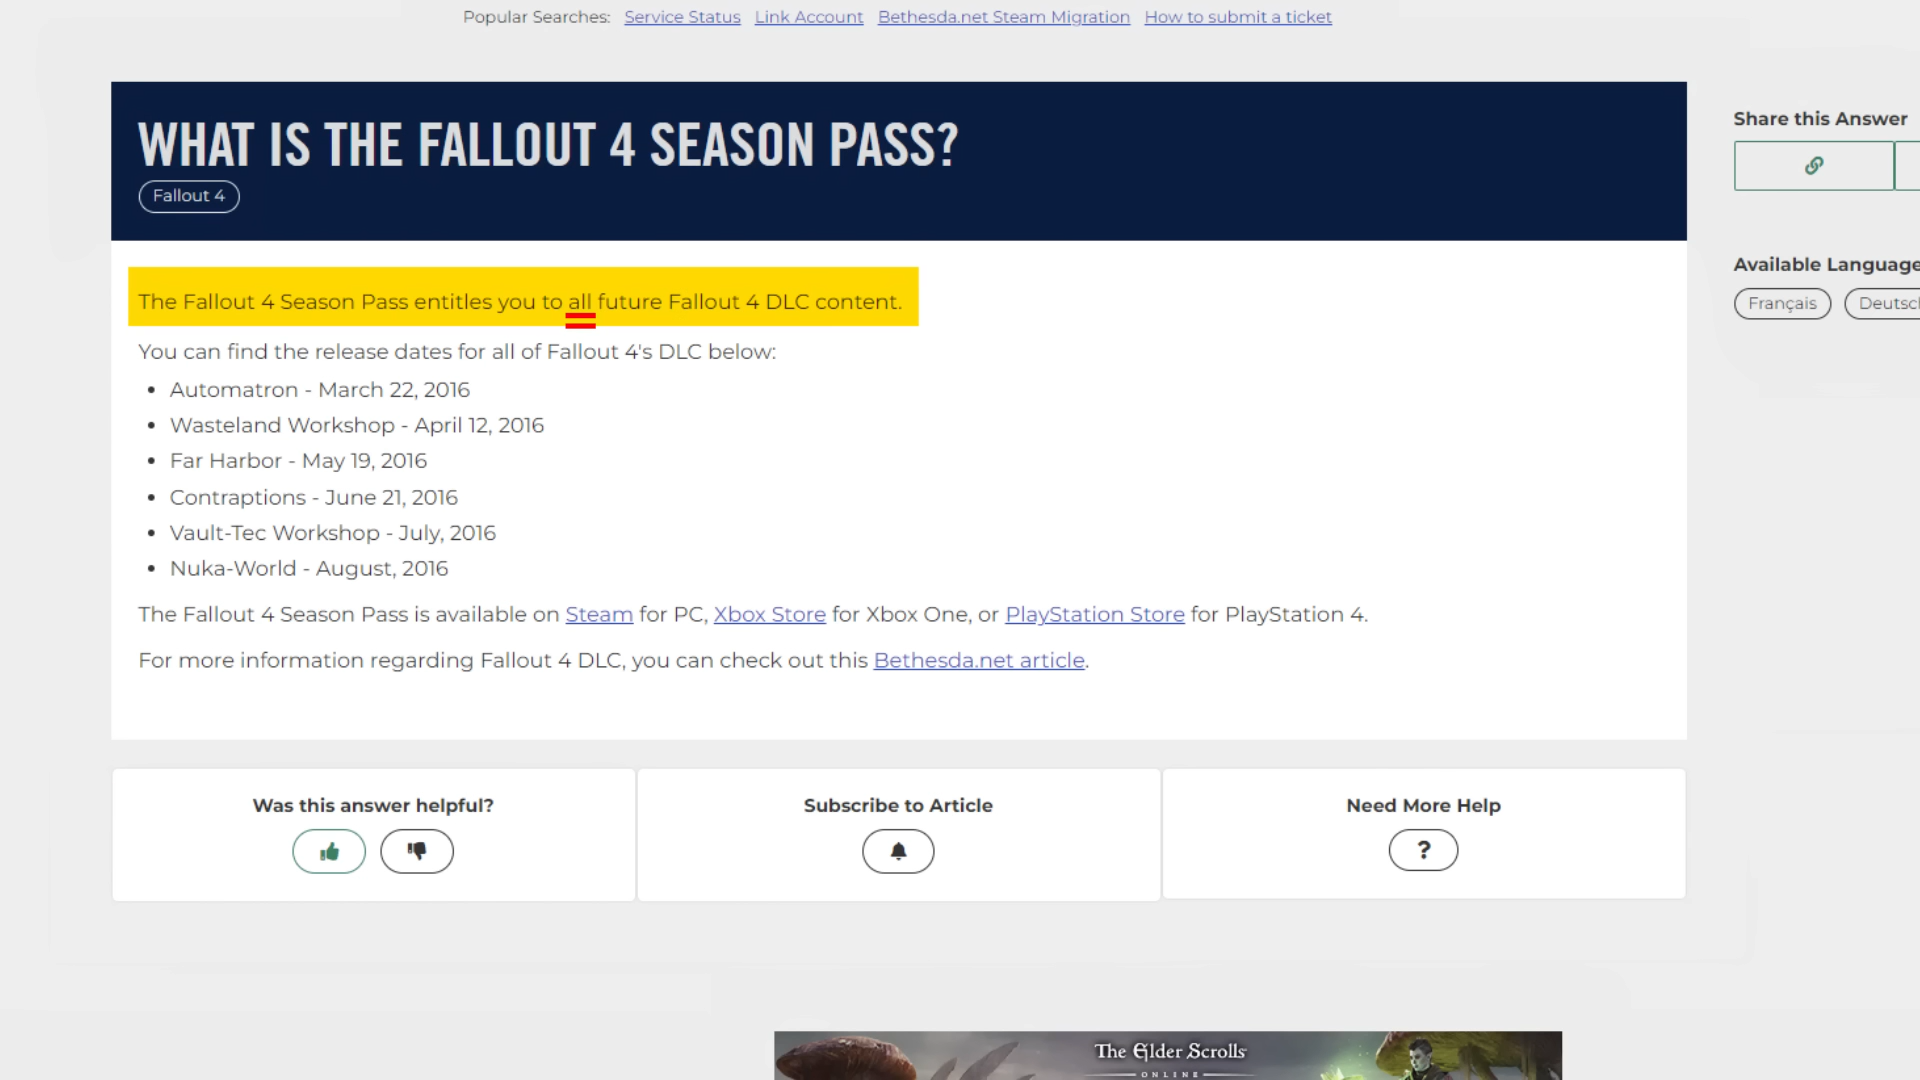 Popular Searches: Service Status Link Account Bethesda.net Steam Migration How to submit a ticket
WHAT IS THE FALLOUT 4 SEASON PASS?
Fallout 4
The Fallout 4 Season Pass entitles you to all future Fallout 4 DLC content.
You can find the release dates for all of Fallout 4's DLC below:
• Automatron - March 22, 2016
• Wasteland Workshop - April 12, 2016
• Far Harbor - May 19, 2016
• Contraptions - June 21, 2016
• Vault-Tec Workshop - July, 2016
• Nuka-World - August, 2016
The Fallout 4 Season Pass is available on Steam for PC, Xbox Store for Xbox One, or PlayStation Store for PlayStation 4.
For more information regarding Fallout 4 DLC, you can check out this Bethesda.net article.
Share this Answer
Available Language
Français Deutsc
Was this answer helpful?
Subscribe to Article
Need More Help
?
The Elder Scrolls
ONLINE